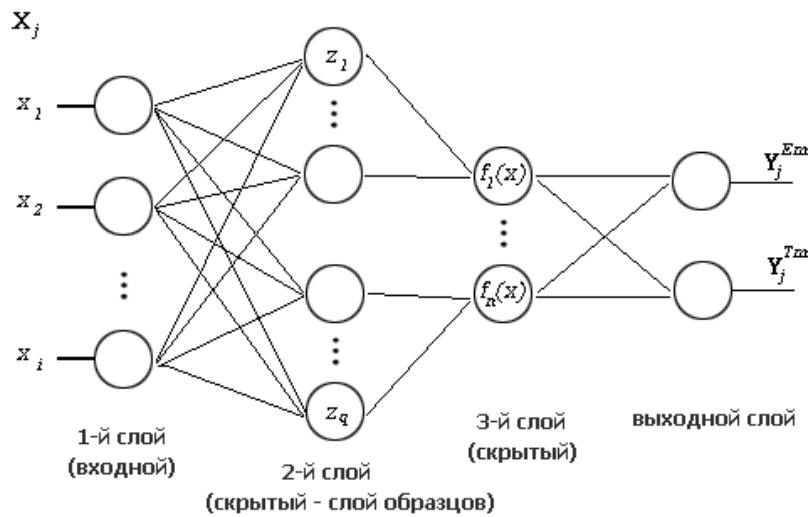 X_j
x_1
x_2
x_i
z_1
z_q
f_1(x)
f_n(x)
Y_j^{Em}
Y_j^{Tm}
1-й слой
(входной)
2-й слой
(скрытый - слой образцов)
3-й слой
(скрытый)
выходной слой